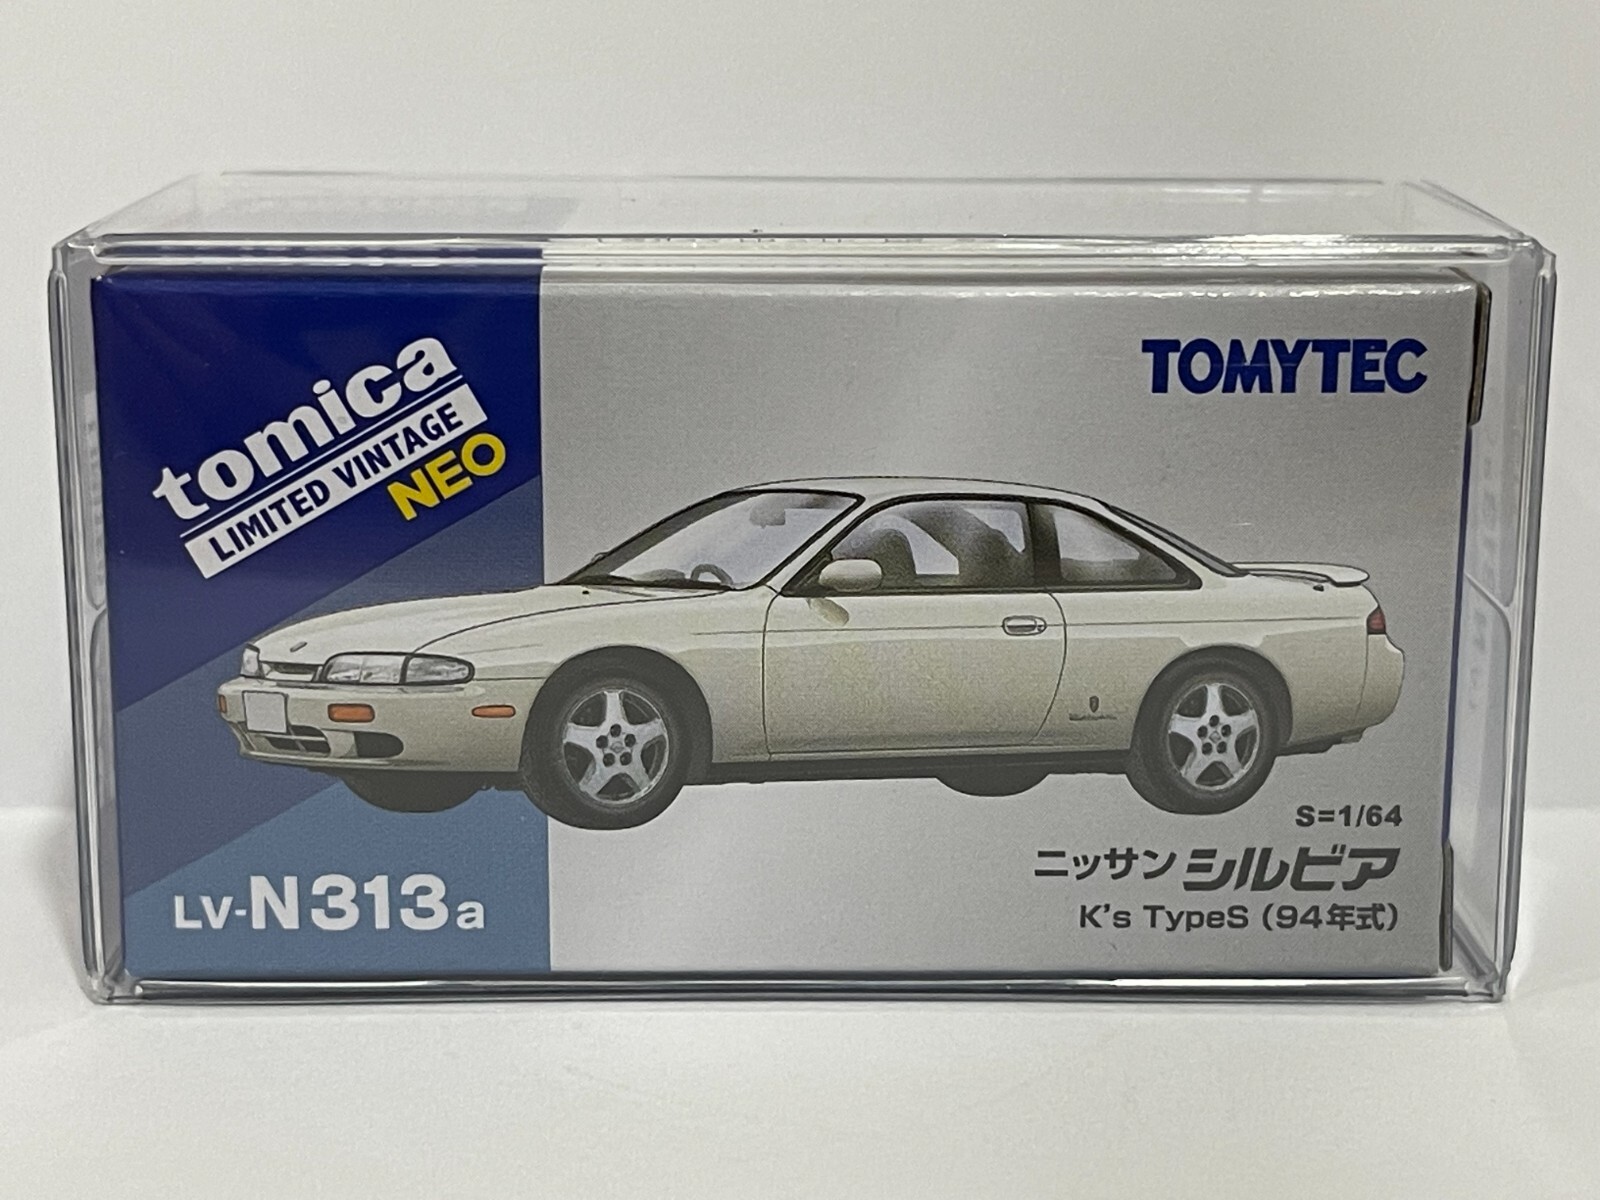 tomica
LIMITED VINTAGE
NEO
TOMYTEC
S=1/64
ニッサン シルビア
K's TypeS (94年式)
LV-N313a